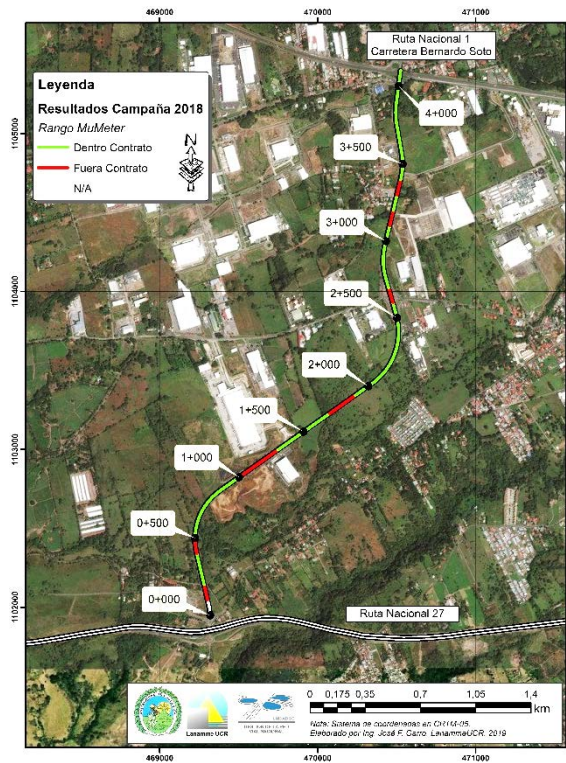 469000 470000 471000
Ruta Nacional 1
Carretera Bernardo Soto
Leyenda
Resultados Campaña 2018
Rango MuMeter
Dentro Contrato
Fuera Contrato
N/A
N
4+000
3+500
3+000
2+500
2+000
1+500
1+000
0+500
0+000
1105000
1104000
1103000
1102000
Ruta Nacional 27
LanammeUCR
0 0,175 0,35 0,7 1,05 1,4
km
Nota: Sistema de coordenadas en CRTM-05.
Elaborado por Ing. José F. Garro. LanammeUCR, 2019
469000 470000 471000